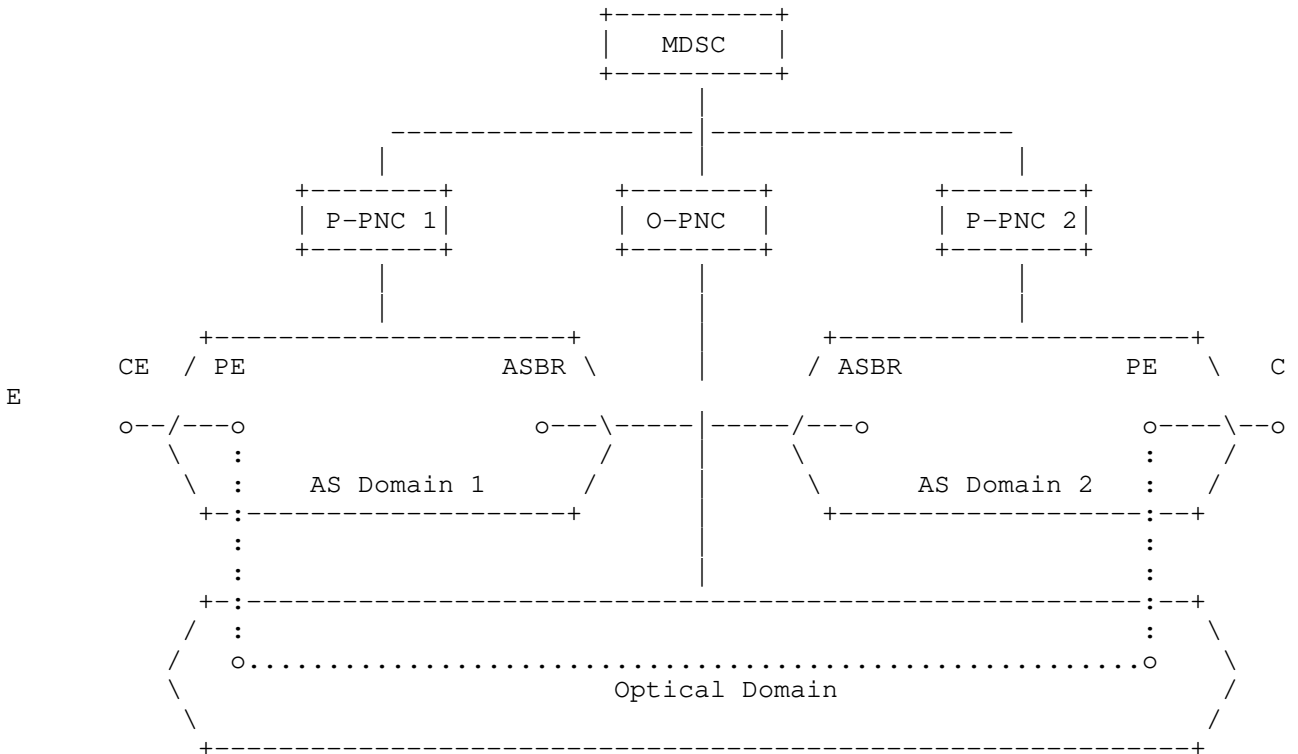 MDSC
P-PNC 1 O-PNC P-PNC 2
CE PE ASBR ASBR PE C
E
AS Domain 1 AS Domain 2
Optical Domain